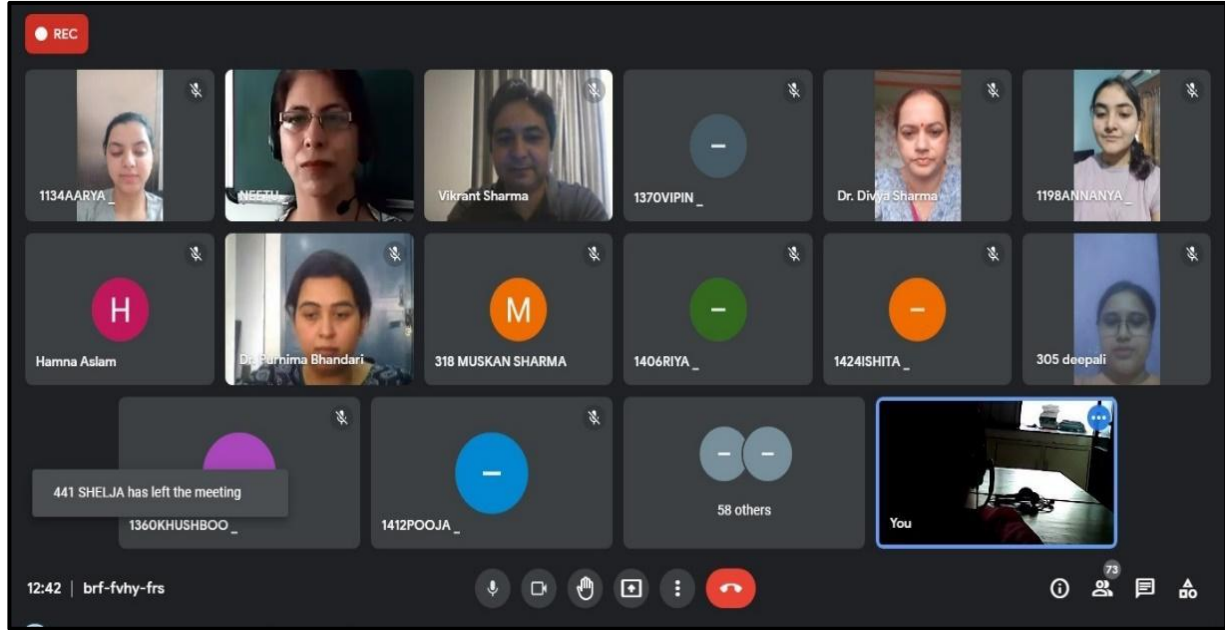 REC
1134AARYA _
NEETU_
Vikrant Sharma
1370VIPIN _
Dr. Divya Sharma
1198ANNANYA _
H
Hamna Aslam
Dr. Purnima Bhandari
M
318 MUSKAN SHARMA
1406RIYA _
1424ISHITA _
305 deepali
441 SHELJA has left the meeting
1360KHUSHBOO _
1412POOJA _
58 others
You
12:42 | brf-fvhy-frs
73